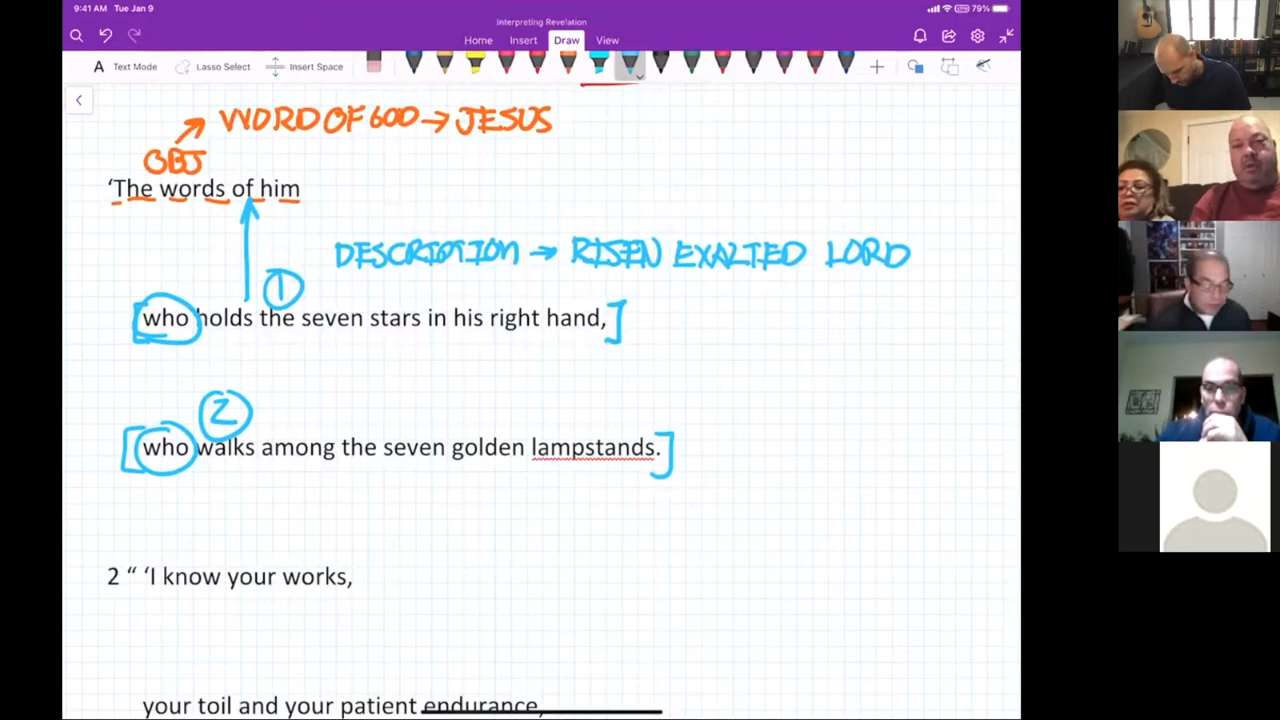 9:41 AM Tue Jan 9
79%
Interpreting Revelation
Home Insert Draw View
A Text Mode Lasso Select Insert Space
WORD OF GOD → JESUS
OBJ
‘The words of him
DESCRIPTION → RISEN EXALTED LORD
1
who holds the seven stars in his right hand,
2
who walks among the seven golden lampstands.
2 “ ‘I know your works,
your toil and your patient endurance,